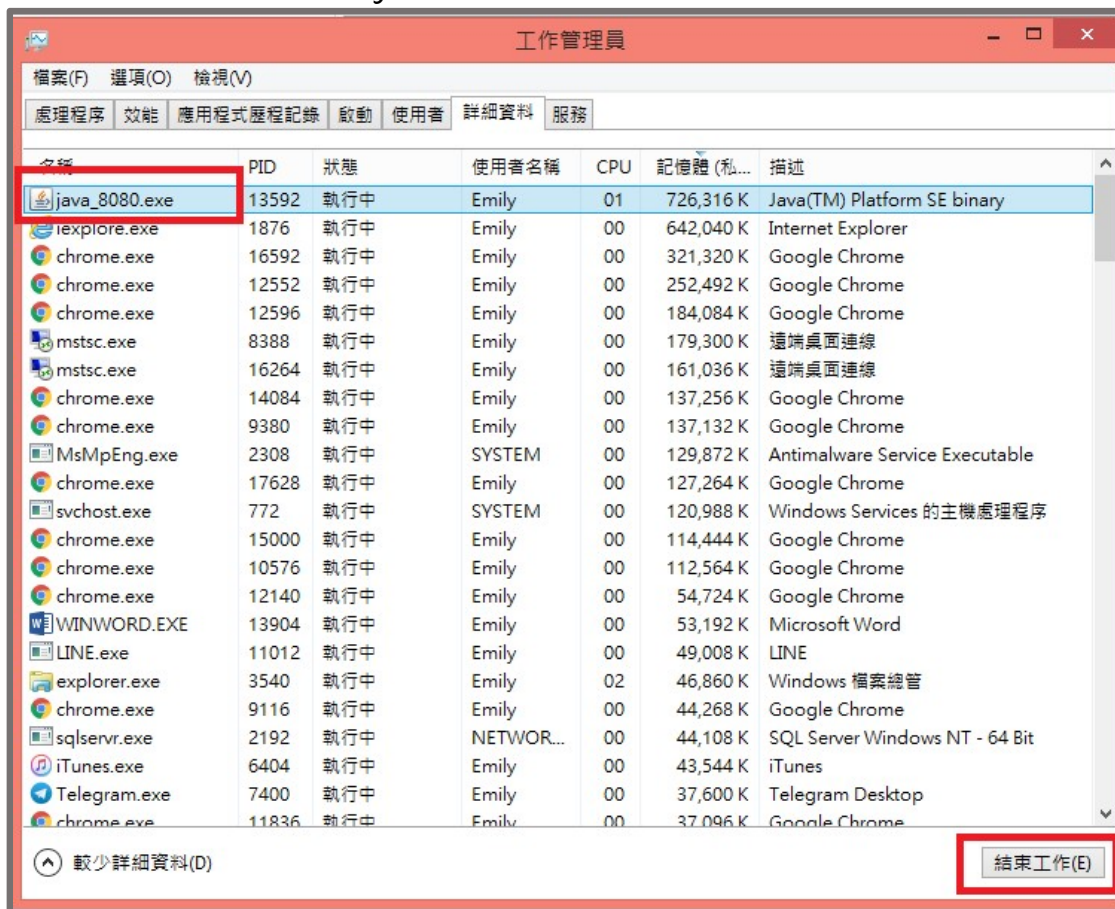 工作管理員
檔案(F) 選項(O) 檢視(V)
處理程序 效能 應用程式歷程記錄 啟動 使用者 詳細資料 服務
名稱 PID 狀態 使用者名稱 CPU 記憶體 (私... 描述
java_8080.exe 13592 執行中 Emily 01 726,316 K Java(TM) Platform SE binary
iexplore.exe 1876 執行中 Emily 00 642,040 K Internet Explorer
chrome.exe 16592 執行中 Emily 00 321,320 K Google Chrome
chrome.exe 12552 執行中 Emily 00 252,492 K Google Chrome
chrome.exe 12596 執行中 Emily 00 184,084 K Google Chrome
mstsc.exe 8388 執行中 Emily 00 179,300 K 遠端桌面連線
mstsc.exe 16264 執行中 Emily 00 161,036 K 遠端桌面連線
chrome.exe 14084 執行中 Emily 00 137,256 K Google Chrome
chrome.exe 9380 執行中 Emily 00 137,132 K Google Chrome
MsMpEng.exe 2308 執行中 SYSTEM 00 129,872 K Antimalware Service Executable
chrome.exe 17628 執行中 Emily 00 127,264 K Google Chrome
svchost.exe 772 執行中 SYSTEM 00 120,988 K Windows Services 的主機處理程序
chrome.exe 15000 執行中 Emily 00 114,444 K Google Chrome
chrome.exe 10576 執行中 Emily 00 112,564 K Google Chrome
chrome.exe 12140 執行中 Emily 00 54,724 K Google Chrome
WINWORD.EXE 13904 執行中 Emily 00 53,192 K Microsoft Word
LINE.exe 11012 執行中 Emily 00 49,008 K LINE
explorer.exe 3540 執行中 Emily 02 46,860 K Windows 檔案總管
chrome.exe 9116 執行中 Emily 00 44,268 K Google Chrome
sqlservr.exe 2192 執行中 NETWOR... 00 44,108 K SQL Server Windows NT - 64 Bit
iTunes.exe 6404 執行中 Emily 00 43,544 K iTunes
Telegram.exe 7400 執行中 Emily 00 37,600 K Telegram Desktop
chrome.exe 11836 執行中 Emily 00 37,096 K Google Chrome
較少詳細資料(D) 結束工作(E)